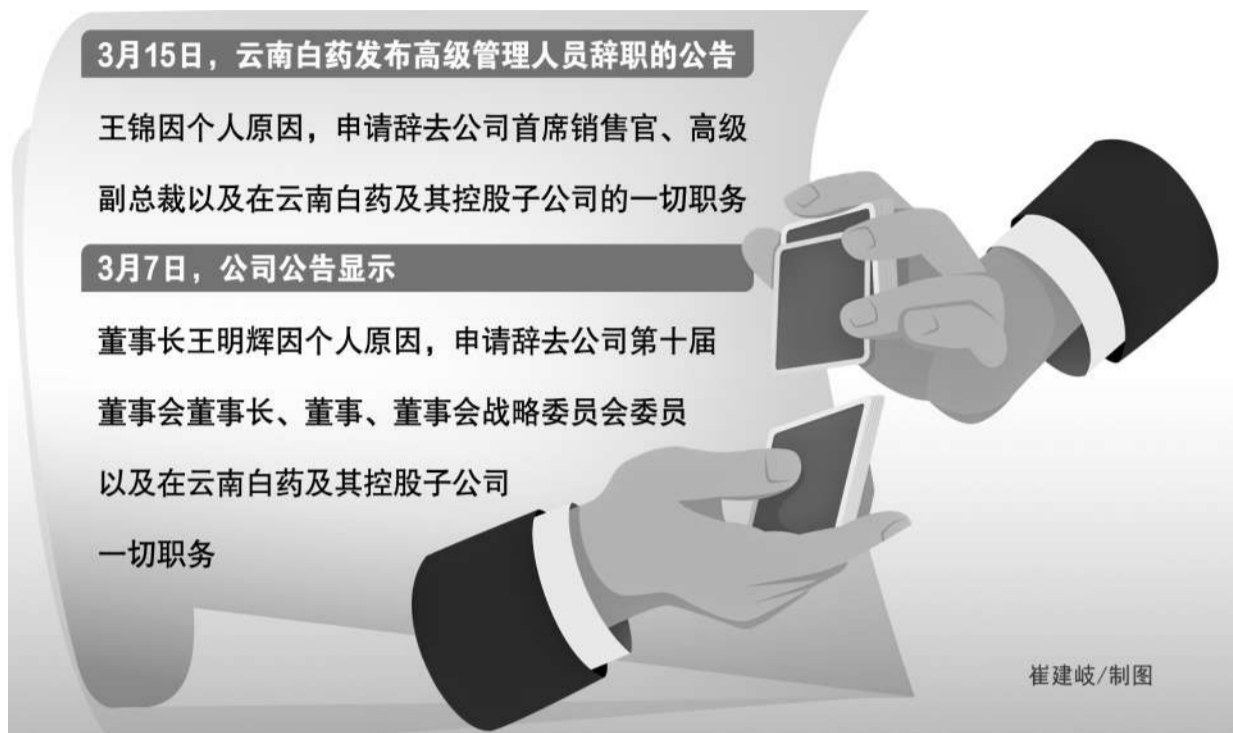 3月15日，云南白药发布高级管理人员辞职的公告
王锦因个人原因，申请辞去公司首席销售官、高级
副总裁以及在云南白药及其控股子公司的一切职务
3月7日，公司公告显示
董事长王明辉因个人原因，申请辞去公司第十届
董事会董事长、董事、董事会战略委员会委员
以及在云南白药及其控股子公司
一切职务
崔建岐/制图